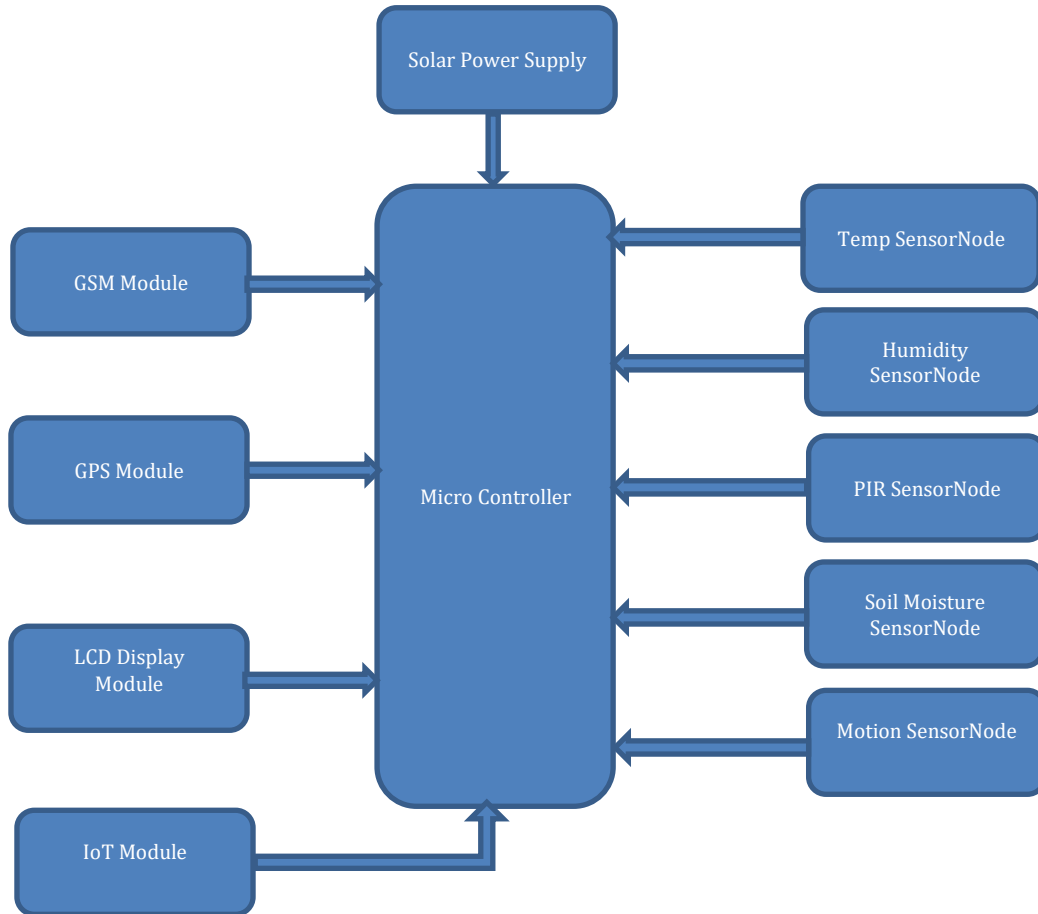 Solar Power Supply
GSM Module
GPS Module
LCD Display
Module
IoT Module
Micro Controller
Temp SensorNode
Humidity
SensorNode
PIR SensorNode
Soil Moisture
SensorNode
Motion SensorNode